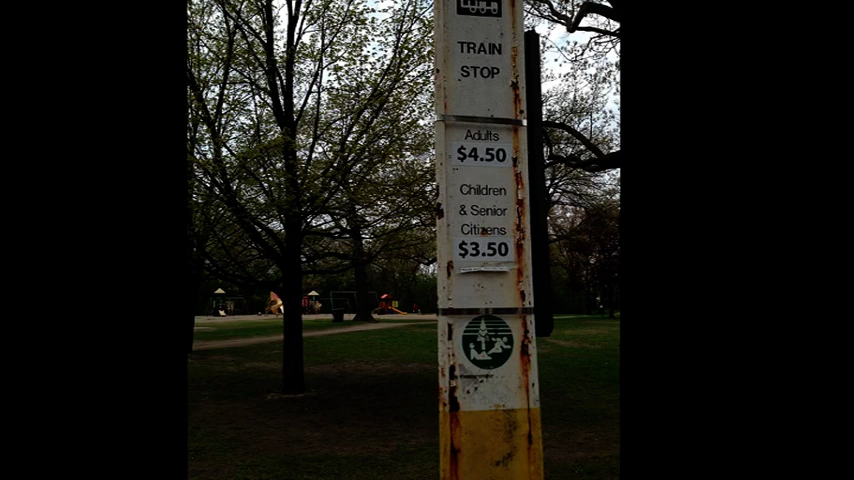 TRAIN
STOP
Adults
$4.50
Children
& Senior
Citizens
$3.50